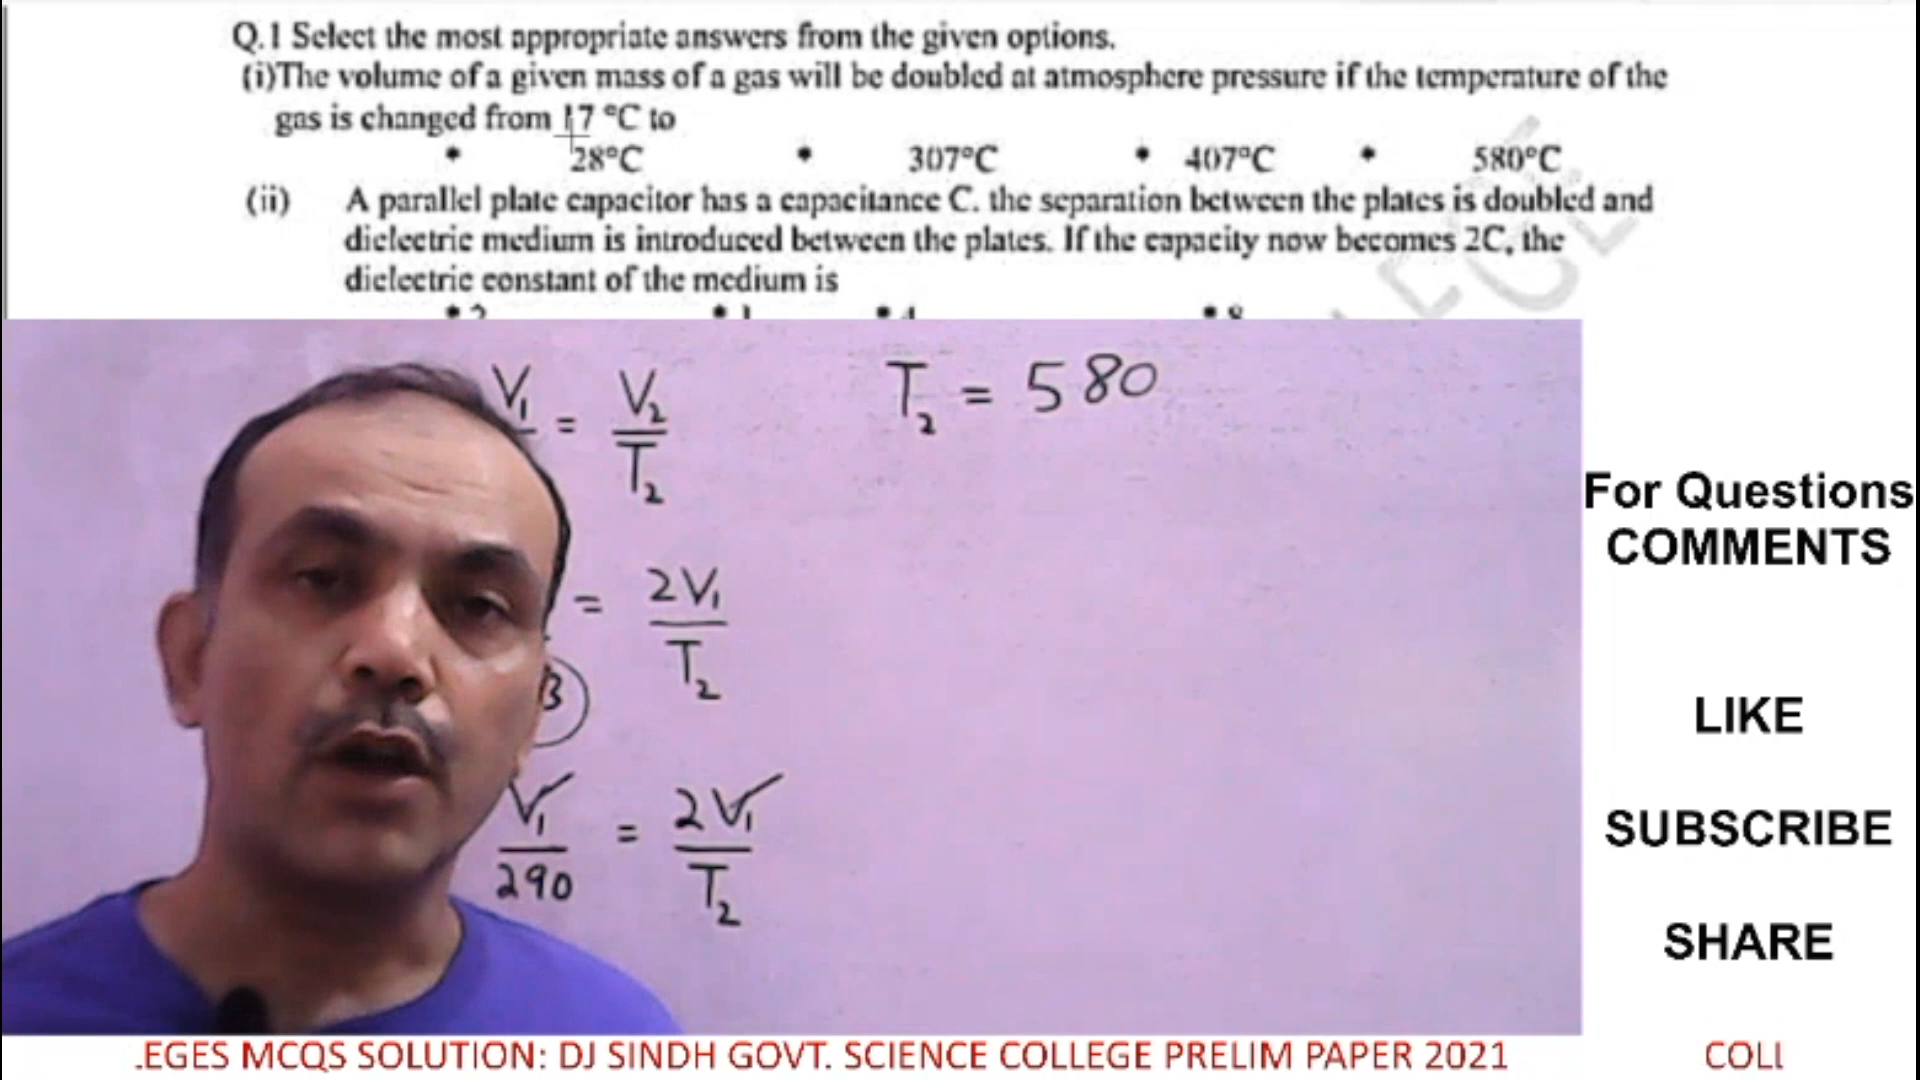 Q.1 Select the most appropriate answers from the given options.
(i)The volume of a given mass of a gas will be doubled at atmosphere pressure if the temperature of the
gas is changed from 17 °C to
• 28°C • 307°C • 407°C • 580°C
(ii) A parallel plate capacitor has a capacitance C. the separation between the plates is doubled and
dielectric medium is introduced between the plates. If the capacity now becomes 2C, the
dielectric constant of the medium is
V₁ = V₂
T₂
T₂ = 580
= 2V₁
T₂
V₁ = 2V₁
290 T₂
For Questions
COMMENTS
LIKE
SUBSCRIBE
SHARE
.EGES MCQS SOLUTION: DJ SINDH GOVT. SCIENCE COLLEGE PRELIM PAPER 2021 COLL